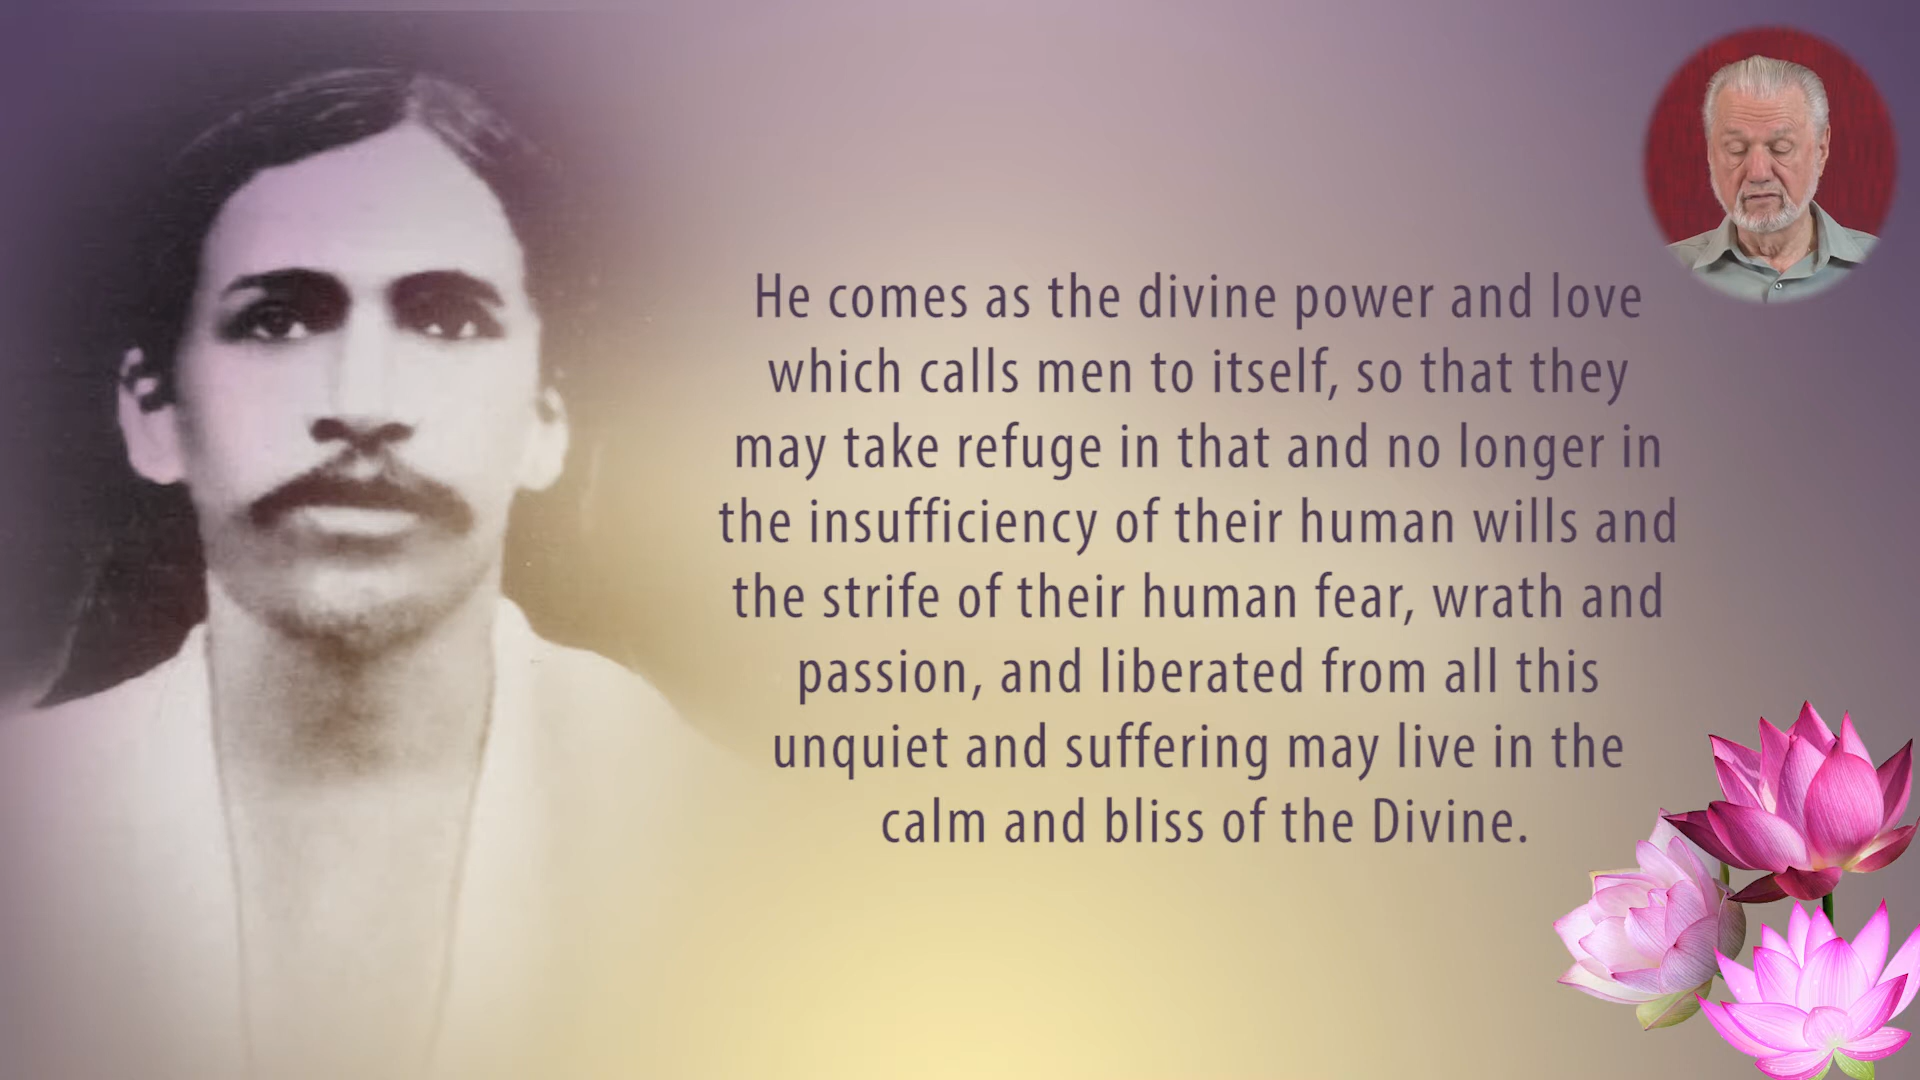 He comes as the divine power and love
which calls men to itself, so that they
may take refuge in that and no longer in
the insufficiency of their human wills and
the strife of their human fear, wrath and
passion, and liberated from all this
unquiet and suffering may live in the
calm and bliss of the Divine.